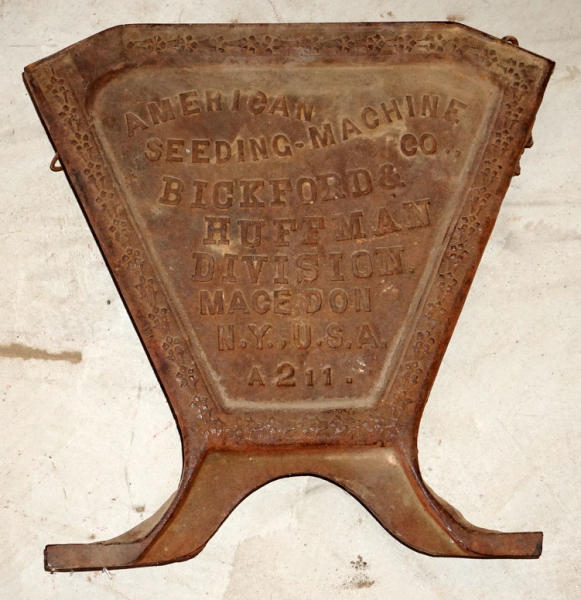 AMERICAN
SEEDING-MACHINE
CO.,
BICKFORD &
HUFFMAN
DIVISION.
MACEDON
N.Y., U.S.A.
A211.